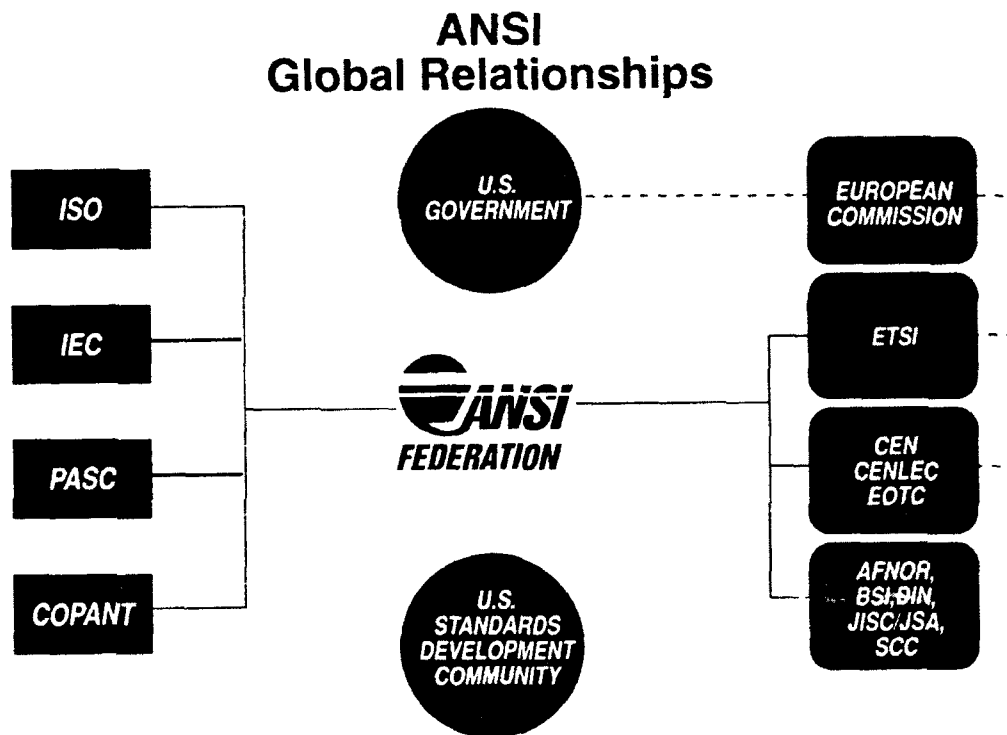 ANSI
Global Relationships
ISO
IEC
PASC
COPANT
U.S.
GOVERNMENT
ANSI
FEDERATION
U.S.
STANDARDS
DEVELOPMENT
COMMUNITY
EUROPEAN
COMMISSION
ETSI
CEN
CENLEC
EOTC
AFNOR,
BSI,DIN,
JISC/JSA,
SCC